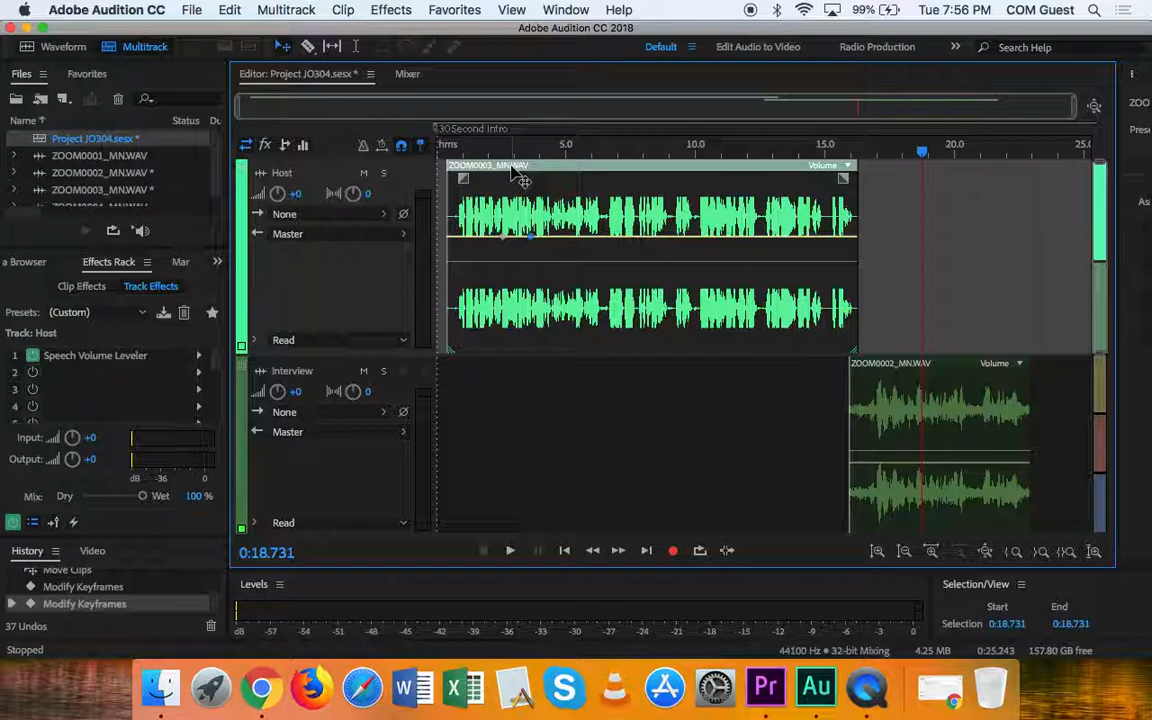 Adobe Audition CC File Edit Multitrack Clip Effects Favorites View Window Help 99% Tue 7:56 PM COM Guest
Adobe Audition CC 2018
Waveform Multitrack Default Edit Audio to Video Radio Production >> Search Help
Files Favorites Editor: Project JO304.sesx * Mixer
Name ↑ Status Du
Project JO304.sesx *
ZOOM0001_MN.WAV
ZOOM0002_MN.WAV *
ZOOM0003_MN.WAV *
30 Second Intro
hms 5.0 10.0 15.0 20.0 25.0
ZOOM0003_MN.WAV Volume
Host M S
+0 0
None
Master
Read
a Browser Effects Rack Mar >>
Clip Effects Track Effects
Presets: (Custom)
Track: Host
1 Speech Volume Leveler
2
3
4
Input: +0
Output: +0
dB -36 0
Mix: Dry Wet 100 %
Interview M S
+0 0
None
Master
Read
ZOOM0002_MN.WAV Volume
History Video
Move Clips
Modify Keyframes
Modify Keyframes
37 Undos
0:18.731
Levels
dB -57 -54 -51 -48 -45 -42 -39 -36 -33 -30 -27 -24 -21 -18 -15 -12 -9 -6 -3 0
Selection/View
Start End
Selection 0:18.731 0:18.731
Stopped 44100 Hz • 32-bit Mixing 4.25 MB 0:25.243 157.80 GB free
ZOO
Prese
As
W X S A Pr Au